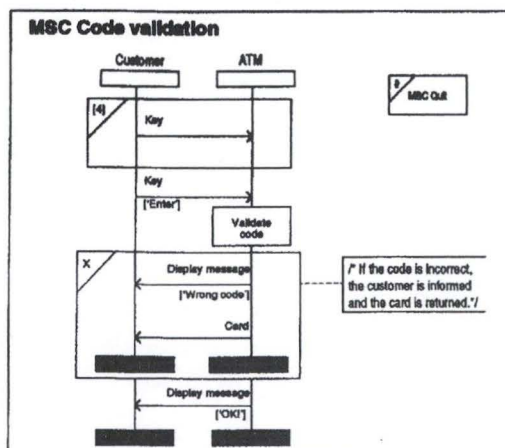 MSC Code validation
Customer
ATM
[4]
Key
MSC Quit
Key
['Enter']
Validate
code
X
Display message
['Wrong code']
Card
/* If the code is incorrect,
the customer is informed
and the card is returned.*/
Display message
['OK!']